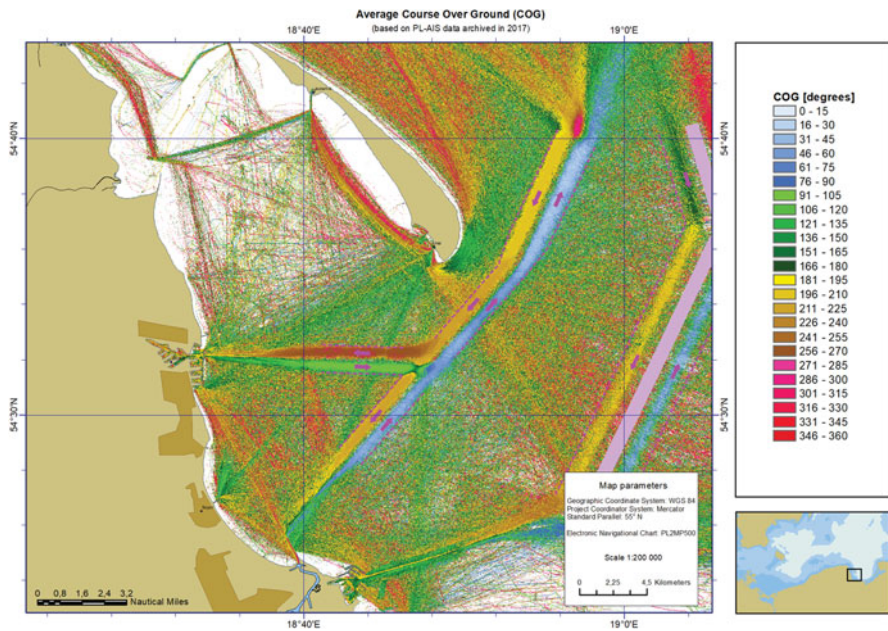 Average Course Over Ground (COG)
(based on PL-AIS data archived in 2017)
18°40'E
19°0'E
54°40'N
54°40'N
54°30'N
54°30'N
COG [degrees]
0 - 15
16 - 30
31 - 45
46 - 60
61 - 75
76 - 90
91 - 105
106 - 120
121 - 135
136 - 150
151 - 165
166 - 180
181 - 195
196 - 210
211 - 225
226 - 240
241 - 255
256 - 270
271 - 285
286 - 300
301 - 315
316 - 330
331 - 345
346 - 360
Map parameters
Geographic Coordinate System: WGS 84
Project Coordinator System: Mercator
Standard Parallel: 55° N
Electronic Navigational Chart: PL2MP500
Scale 1:200 000
0 2,25 4,5 Kilometers
0 0,8 1,6 2,4 3,2
Nautical Miles
18°40'E
19°0'E